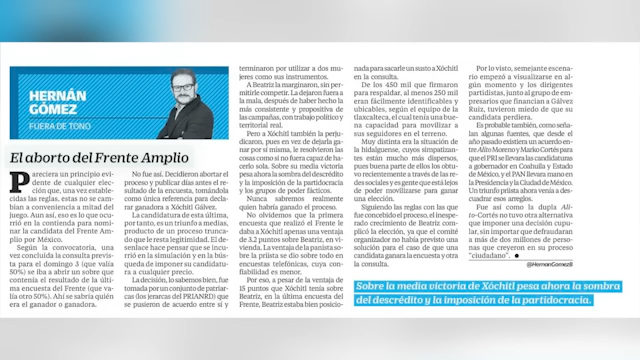 HERNÁN
GÓMEZ
FUERA DE TONO
El aborto del Frente Amplio
Pareciera un principio evi-
dente de cualquier elec-
ción que, una vez estableci-
das las reglas, estas no se cam-
bian a conveniencia a mitad del
juego. Aun así, eso es lo que ocu-
rrió en la contienda para nomi-
nar la candidata del Frente Am-
plio por México.
Según la convocatoria, una
vez concluida la consulta previs-
ta para el domingo 3 (que valía
50%) se iba a abrir un sobre que
contenía el resultado de la
última encuesta del Frente (que va-
lía otro 50%). Ahí se sabría quién
era el ganador o ganadora.
No fue así. Decidieron abortar el
proceso y publicar días antes el re-
sultado de la encuesta, tomándola
como única referencia para decla-
rar ganadora a Xóchitl Gálvez.
La candidatura de esta última,
por tanto, es un triunfo a medias,
producto de un proceso trunca-
do que le resta legitimidad. El de-
senlace hace pensar que se incu-
rrió en la simulación y en la bús-
queda de imponer su candidatu-
ra a cualquier precio.
La decisión, lo sabemos bien, fue
tomada por un conjunto de patriar-
cas (los jerarcas del PRIANRD) que
se pusieron de acuerdo entre sí y
terminaron por utilizar a dos mu-
jeres como sus instrumentos.
A Beatriz la marginaron, sin per-
mitirle competir. La dejaron fuera a
la mala, después de haber hecho la
más consistente y propositiva de
las campañas, con trabajo político y
territorial real.
Pero a Xóchitl también la perju-
dicaron, pues en vez de dejarla ga-
nar por sí misma, le resolvieron las
cosas como si no fuera capaz de ha-
cerlo sola. Sobre su media victoria
pesa ahora la sombra del descrédito
y la imposición de la partidocracia y
los grupos de poder fácticos.
Nunca sabremos realmente
quien habría ganado el proceso.
No olvidemos que la primera
encuesta que realizó el Frente le
daba a Xóchitl apenas una ventaja
de 3.2 puntos sobre Beatriz, en vi-
vienda. La ventaja de la panista so-
bre la priista se dio sobre todo en
encuestas telefónicas, cuya con-
fiabilidad es menor.
Por eso, a pesar de la ventaja de
15 puntos que Xóchitl tenía sobre
Beatriz, en la última encuesta del
Frente, Beatriz estaba bien posicio-
nada para sacarle un susto a Xóchitl
en la consulta.
De los 450 mil que firmaron
para respaldar, al menos 250 mil
eran fácilmente identificables y
ubicables, según el equipo de la
tlaxcalteca, el cual tenía una
buena capacidad para movilizar a
sus seguidores en el terreno.
Muy distinta era la situación de
la hidalguense, cuyos simpatizan-
tes están mucho más disper-
sos, pues buena parte de ellos los ob-
tuvo recientemente a través de las re-
des sociales y es gente que está lejos
de poder movilizarse para ganar
una elección.
Siguiendo las reglas con las que
fue concebido el proceso, el inespe-
rado crecimiento de Beatriz com-
plicó la elección, ya que el comité
organizador no había previsto una
solución para el caso de que una
candidata ganara la encuesta y otra
la consulta.
Por lo visto, semejante escena-
rio empezó a visualizarse en al-
gún momento y los dirigentes
partidistas, junto al grupo de em-
presarios que financian a Gálvez
Ruiz, tuvieron miedo de que su
candidata perdiera.
Es probable también, como seña-
lan algunas fuentes, que desde el
año pasado existiera un acuerdo en-
tre Alito Moreno y Marko Cortés para
que el PRI se llevara las candidaturas
a gobernador en Coahuila y Estado
de México, y el PAN llevara mano en
la Presidencia y la Ciudad de México.
Un triunfo priista ahora venía a des-
cuadrar esos arreglos.
Fue así como la dupla Ali-
to-Cortés no tuvo otra alternativa
que imponer una decisión cupu-
lar, sin importar que defraudaran
a más de dos millones de perso-
nas que creyeron en su proceso
“ciudadano”.
@HernanGomezB
Sobre la media victoria de Xóchitl pesa ahora la sombra
del descrédito y la imposición de la partidocracia.